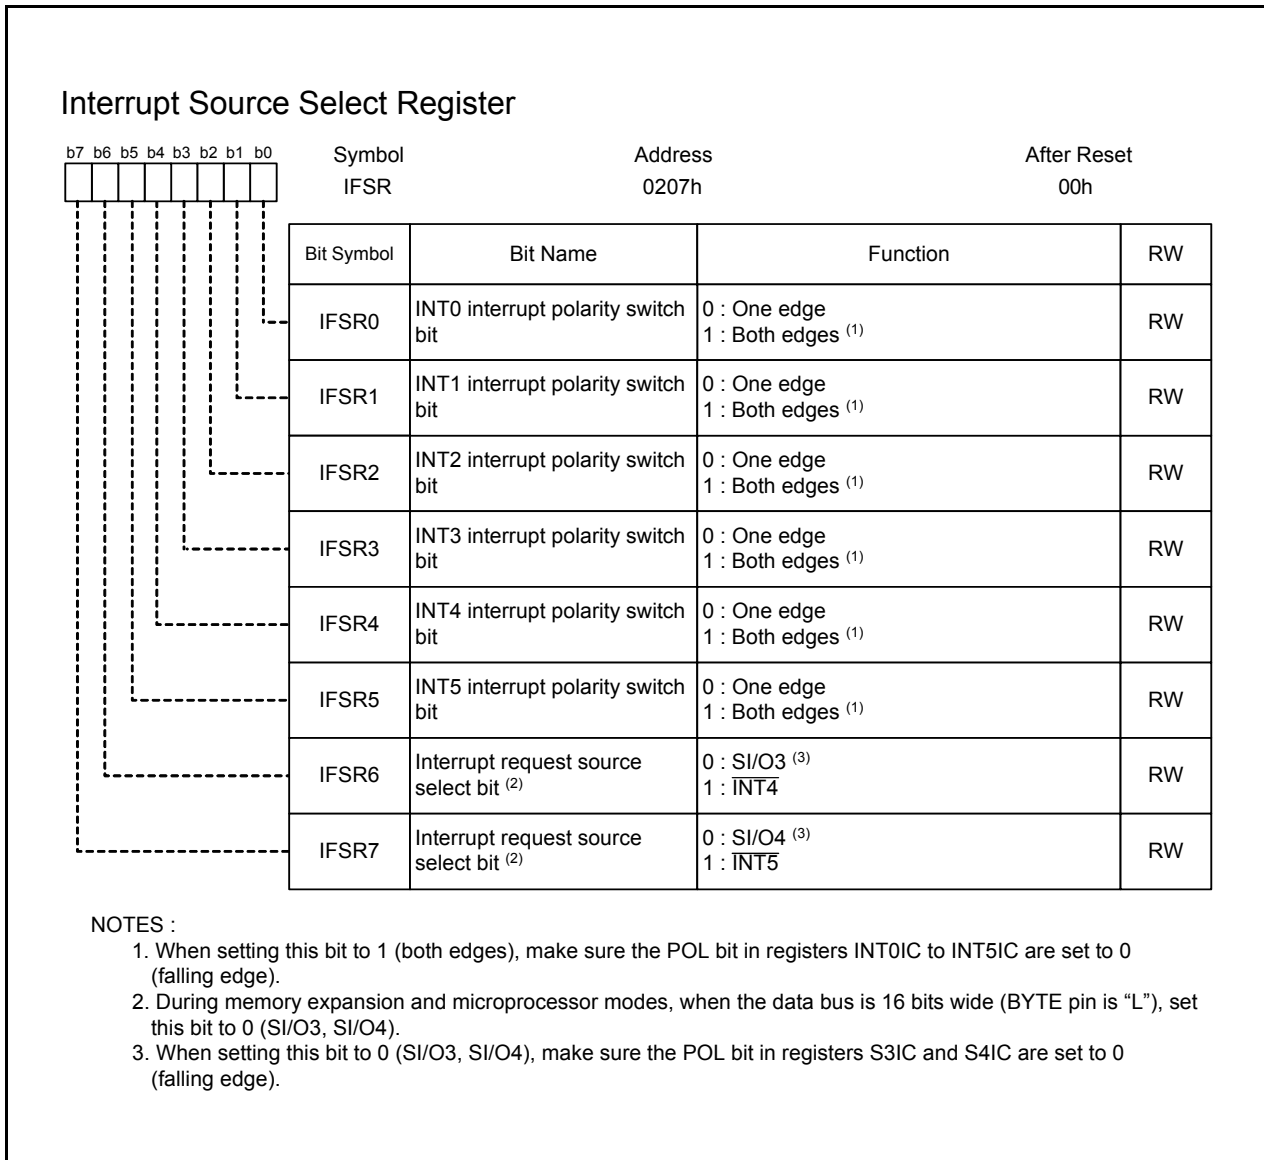 Interrupt Source Select Register
b7 b6 b5 b4 b3 b2 b1 b0
Symbol Address After Reset
IFSR 0207h 00h
Bit Symbol Bit Name Function RW
IFSR0 INT0 interrupt polarity switch bit 0 : One edge
1 : Both edges (1) RW
IFSR1 INT1 interrupt polarity switch bit 0 : One edge
1 : Both edges (1) RW
IFSR2 INT2 interrupt polarity switch bit 0 : One edge
1 : Both edges (1) RW
IFSR3 INT3 interrupt polarity switch bit 0 : One edge
1 : Both edges (1) RW
IFSR4 INT4 interrupt polarity switch bit 0 : One edge
1 : Both edges (1) RW
IFSR5 INT5 interrupt polarity switch bit 0 : One edge
1 : Both edges (1) RW
IFSR6 Interrupt request source select bit (2) 0 : SI/O3 (3)
1 : I̅N̅T̅4̅ RW
IFSR7 Interrupt request source select bit (2) 0 : SI/O4 (3)
1 : I̅N̅T̅5̅ RW
NOTES :
1. When setting this bit to 1 (both edges), make sure the POL bit in registers INT0IC to INT5IC are set to 0
(falling edge).
2. During memory expansion and microprocessor modes, when the data bus is 16 bits wide (BYTE pin is “L”), set
this bit to 0 (SI/O3, SI/O4).
3. When setting this bit to 0 (SI/O3, SI/O4), make sure the POL bit in registers S3IC and S4IC are set to 0
(falling edge).